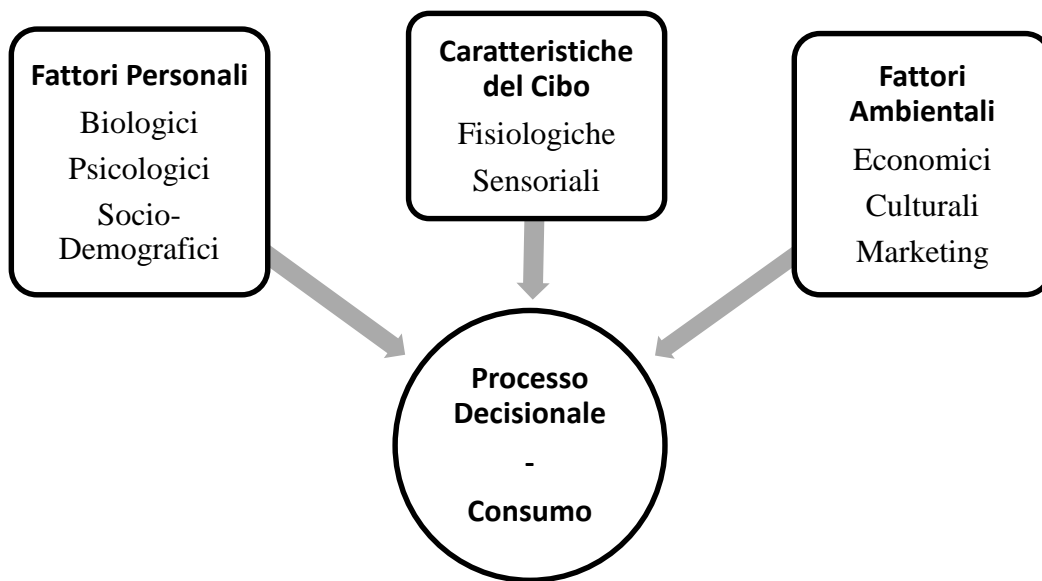 Fattori Personali
Biologici
Psicologici
Socio-
Demografici
Caratteristiche
del Cibo
Fisiologiche
Sensoriali
Fattori
Ambientali
Economici
Culturali
Marketing
Processo
Decisionale
-
Consumo